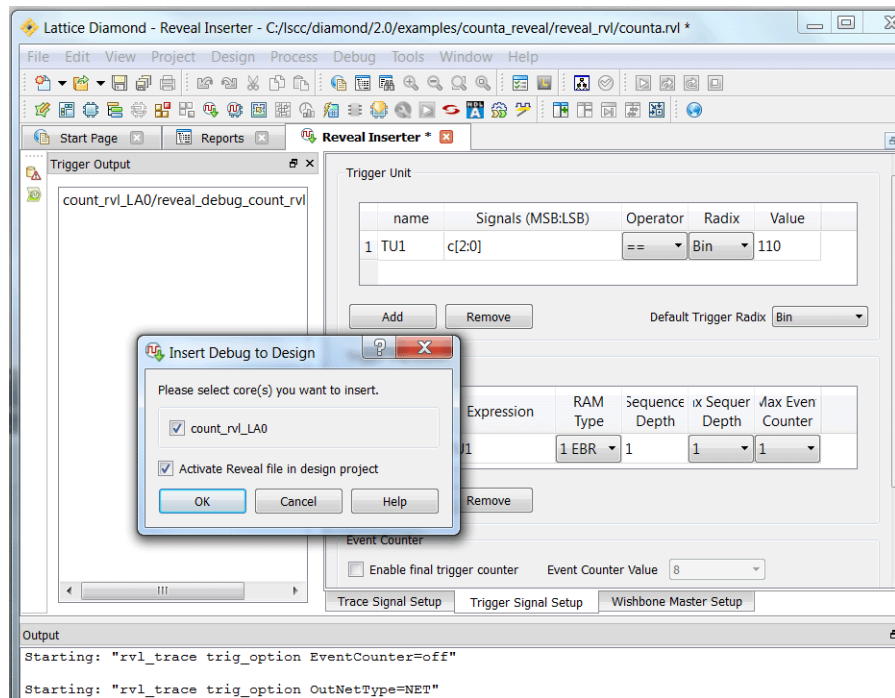 Lattice Diamond - Reveal Inserter - C:/lscc/diamond/2.0/examples/counta_reveal/reveal_rvl/counta.rvl *
File Edit View Project Design Process Debug Tools Window Help
Start Page Reports Reveal Inserter *
Trigger Output
count_rvl_LA0/reveal_debug_count_rvl
Trigger Unit
name Signals (MSB:LSB) Operator Radix Value
1 TU1 c[2:0] == Bin 110
Add Remove Default Trigger Radix Bin
Insert Debug to Design
Please select core(s) you want to insert.
count_rvl_LA0
Activate Reveal file in design project
OK Cancel Help
Expression RAM Type Sequence Depth Sequer Depth Max Even Counter
1 EBR 1 1 1
Remove
Event Counter
Enable final trigger counter Event Counter Value 8
Trace Signal Setup Trigger Signal Setup Wishbone Master Setup
Output
Starting: "rvl_trace trig_option EventCounter=off"
Starting: "rvl_trace trig_option OutNetType=NET"